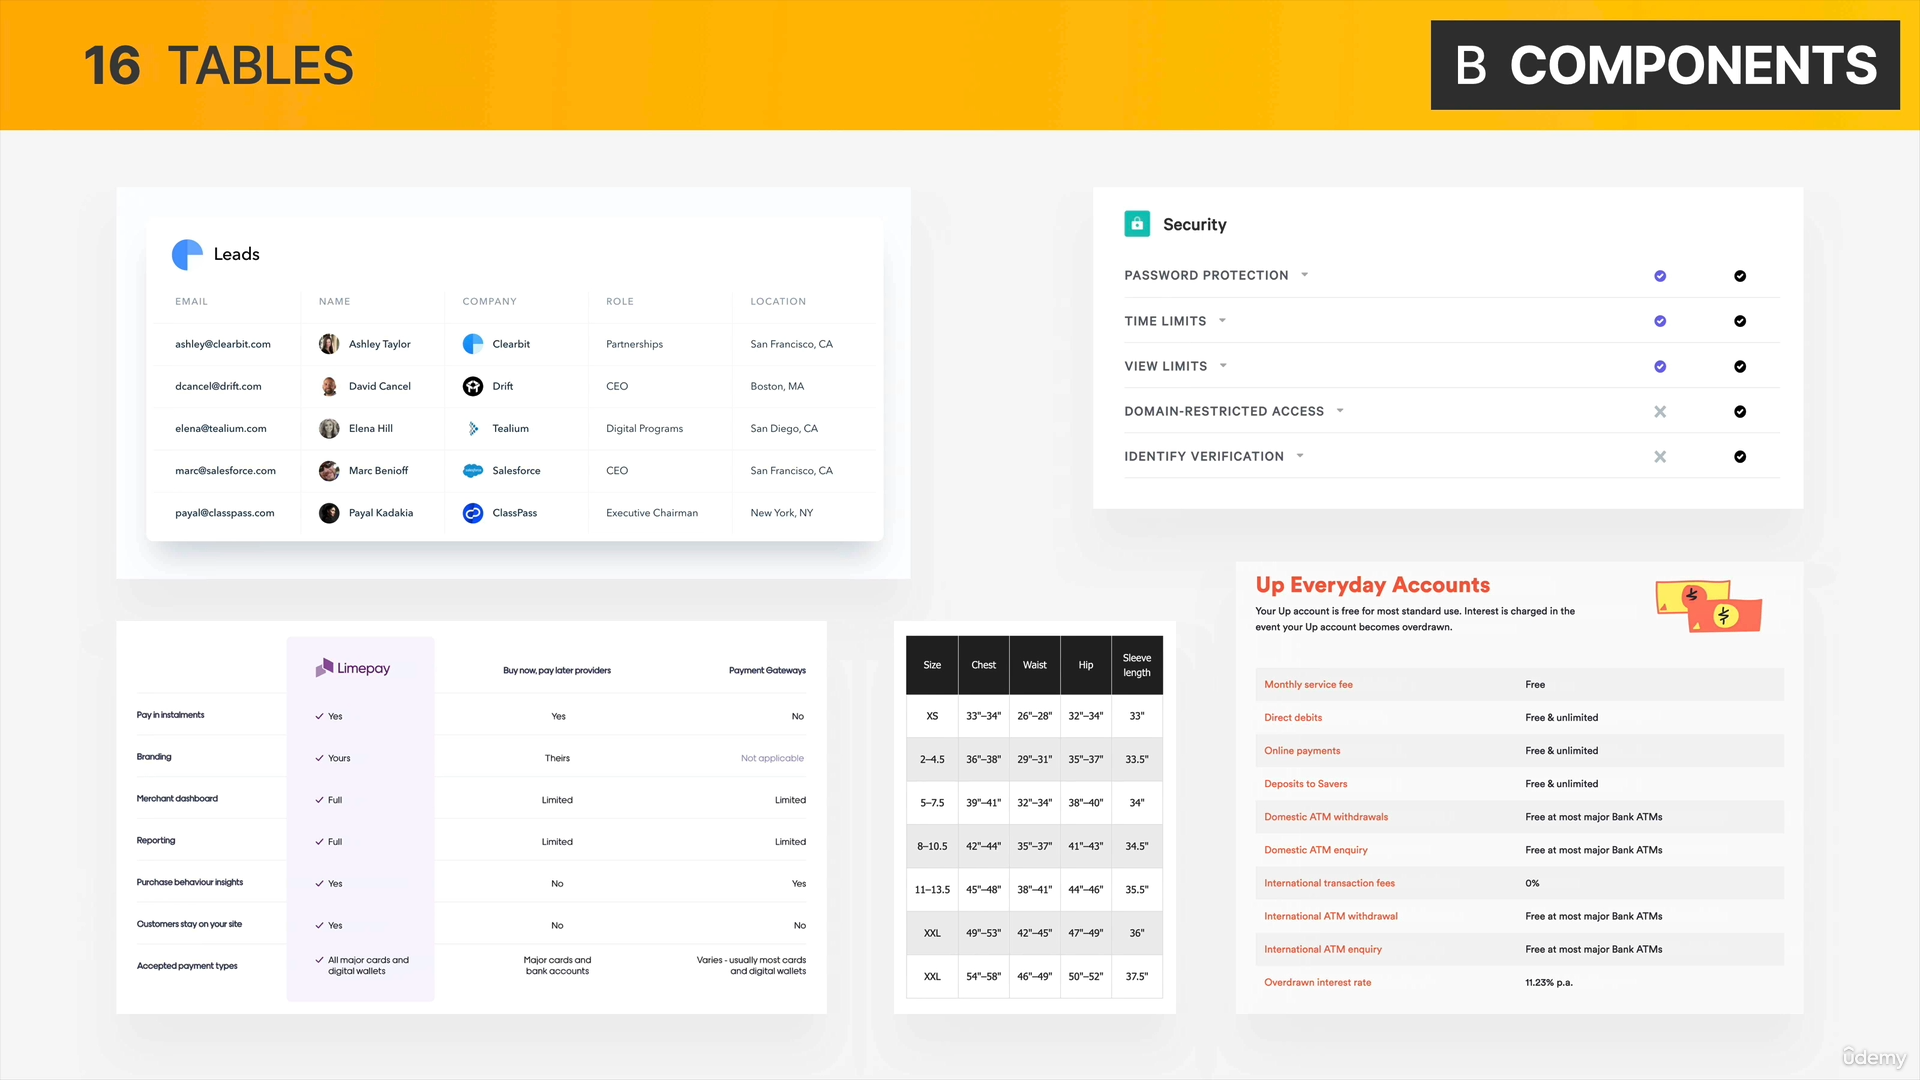 16 TABLES
B COMPONENTS
Leads
EMAIL NAME COMPANY ROLE LOCATION
ashley@clearbit.com Ashley Taylor Clearbit Partnerships San Francisco, CA
dcancel@drift.com David Cancel Drift CEO Boston, MA
elena@tealium.com Elena Hill Tealium Digital Programs San Diego, CA
marc@salesforce.com Marc Benioff Salesforce CEO San Francisco, CA
payal@classpass.com Payal Kadakia ClassPass Executive Chairman New York, NY
Security
PASSWORD PROTECTION
TIME LIMITS
VIEW LIMITS
DOMAIN-RESTRICTED ACCESS
IDENTIFY VERIFICATION
Limepay Buy now, pay later providers Payment Gateways
Pay in instalments Yes Yes No
Branding Yours Theirs Not applicable
Merchant dashboard Full Limited Limited
Reporting Full Limited Limited
Purchase behaviour insights Yes No Yes
Customers stay on your site Yes No No
Accepted payment types All major cards and digital wallets Major cards and bank accounts Varies - usually most cards and digital wallets
Size Chest Waist Hip Sleeve length
XS 33"–34" 26"–28" 32"–34" 33"
2–4.5 36"–38" 29"–31" 35"–37" 33.5"
5–7.5 39"–41" 32"–34" 38"–40" 34"
8–10.5 42"–44" 35"–37" 41"–43" 34.5"
11–13.5 45"–48" 38"–41" 44"–46" 35.5"
XXL 49"–53" 42"–45" 47"–49" 36"
XXL 54"–58" 46"–49" 50"–52" 37.5"
Up Everyday Accounts
Your Up account is free for most standard use. Interest is charged in the
event your Up account becomes overdrawn.
Monthly service fee Free
Direct debits Free & unlimited
Online payments Free & unlimited
Deposits to Savers Free & unlimited
Domestic ATM withdrawals Free at most major Bank ATMs
Domestic ATM enquiry Free at most major Bank ATMs
International transaction fees 0%
International ATM withdrawal Free at most major Bank ATMs
International ATM enquiry Free at most major Bank ATMs
Overdrawn interest rate 11.23% p.a.
ûdemy